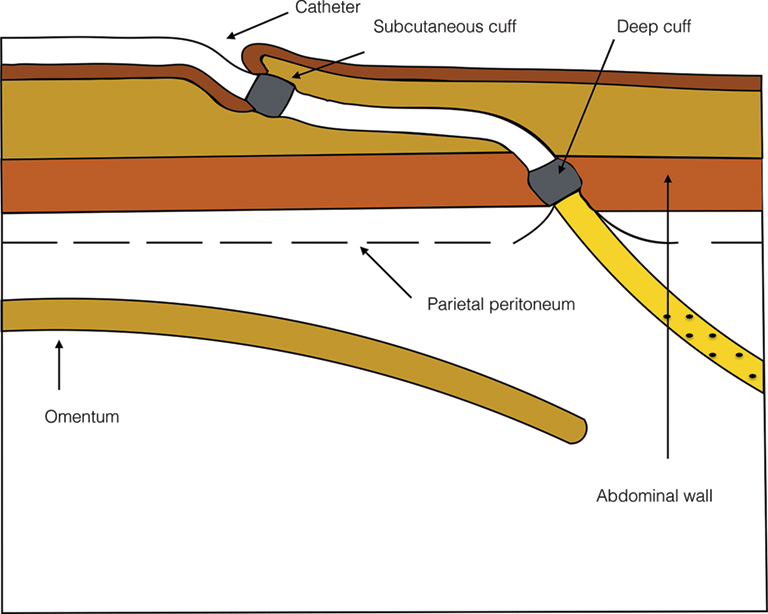 Catheter
Subcutaneous cuff
Deep cuff
Parietal peritoneum
Omentum
Abdominal wall